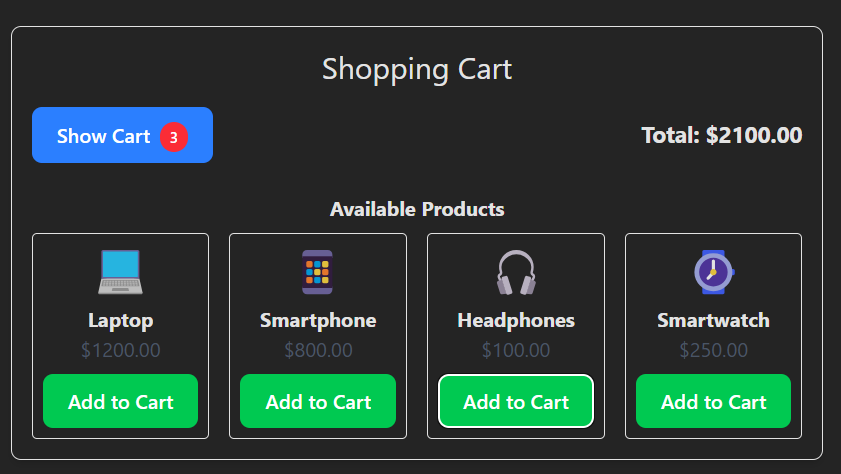 Shopping Cart
Show Cart 3
Total: $2100.00
Available Products
Laptop
$1200.00
Add to Cart
Smartphone
$800.00
Add to Cart
Headphones
$100.00
Add to Cart
Smartwatch
$250.00
Add to Cart